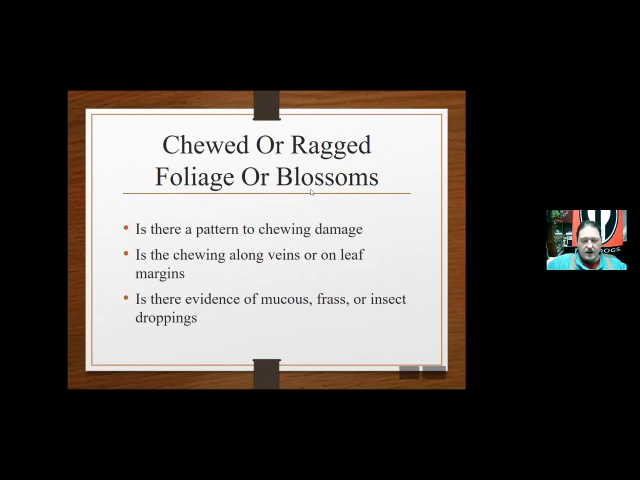 Chewed Or Ragged
Foliage Or Blossoms
• Is there a pattern to chewing damage
• Is the chewing along veins or on leaf
margins
• Is there evidence of mucous, frass, or insect
droppings